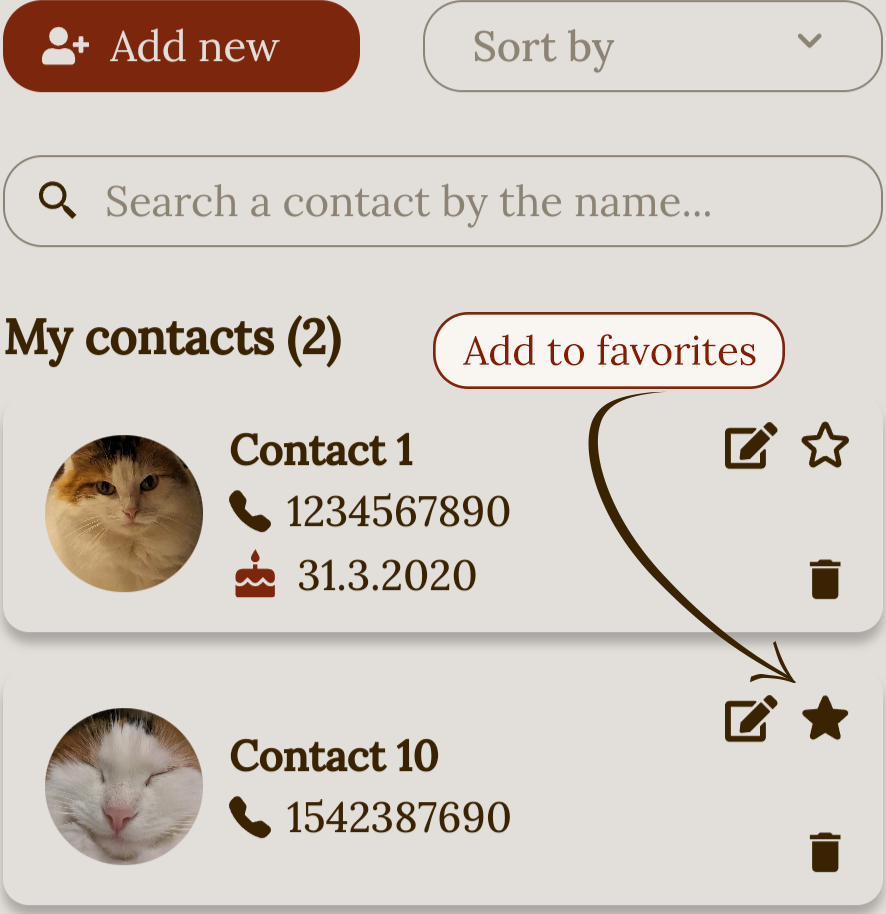 Add new
Sort by
Search a contact by the name...
My contacts (2)
Add to favorites
Contact 1
1234567890
31.3.2020
Contact 10
1542387690